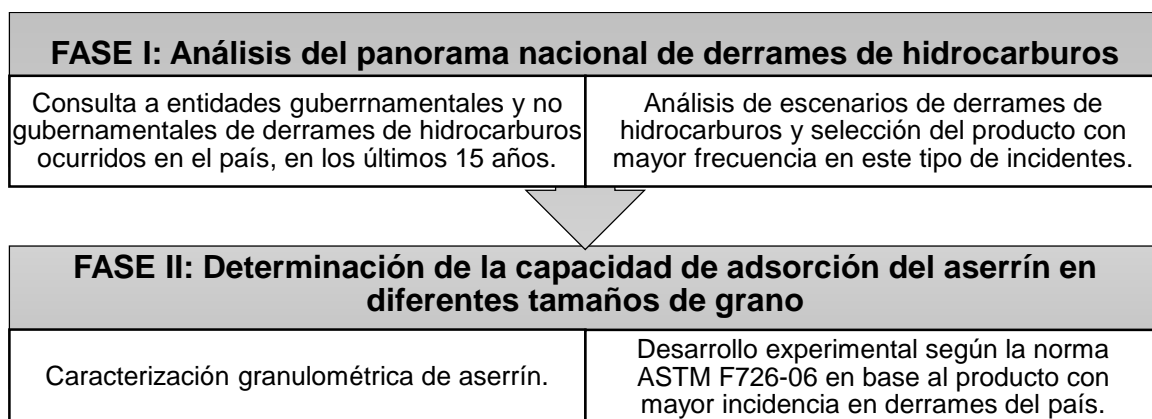 FASE I: Análisis del panorama nacional de derrames de hidrocarburos
Consulta a entidades guberrnamentales y no
gubernamentales de derrames de hidrocarburos
ocurridos en el país, en los últimos 15 años.
Análisis de escenarios de derrames de
hidrocarburos y selección del producto con
mayor frecuencia en este tipo de incidentes.
FASE II: Determinación de la capacidad de adsorción del aserrín en
diferentes tamaños de grano
Caracterización granulométrica de aserrín.
Desarrollo experimental según la norma
ASTM F726-06 en base al producto con
mayor incidencia en derrames del país.